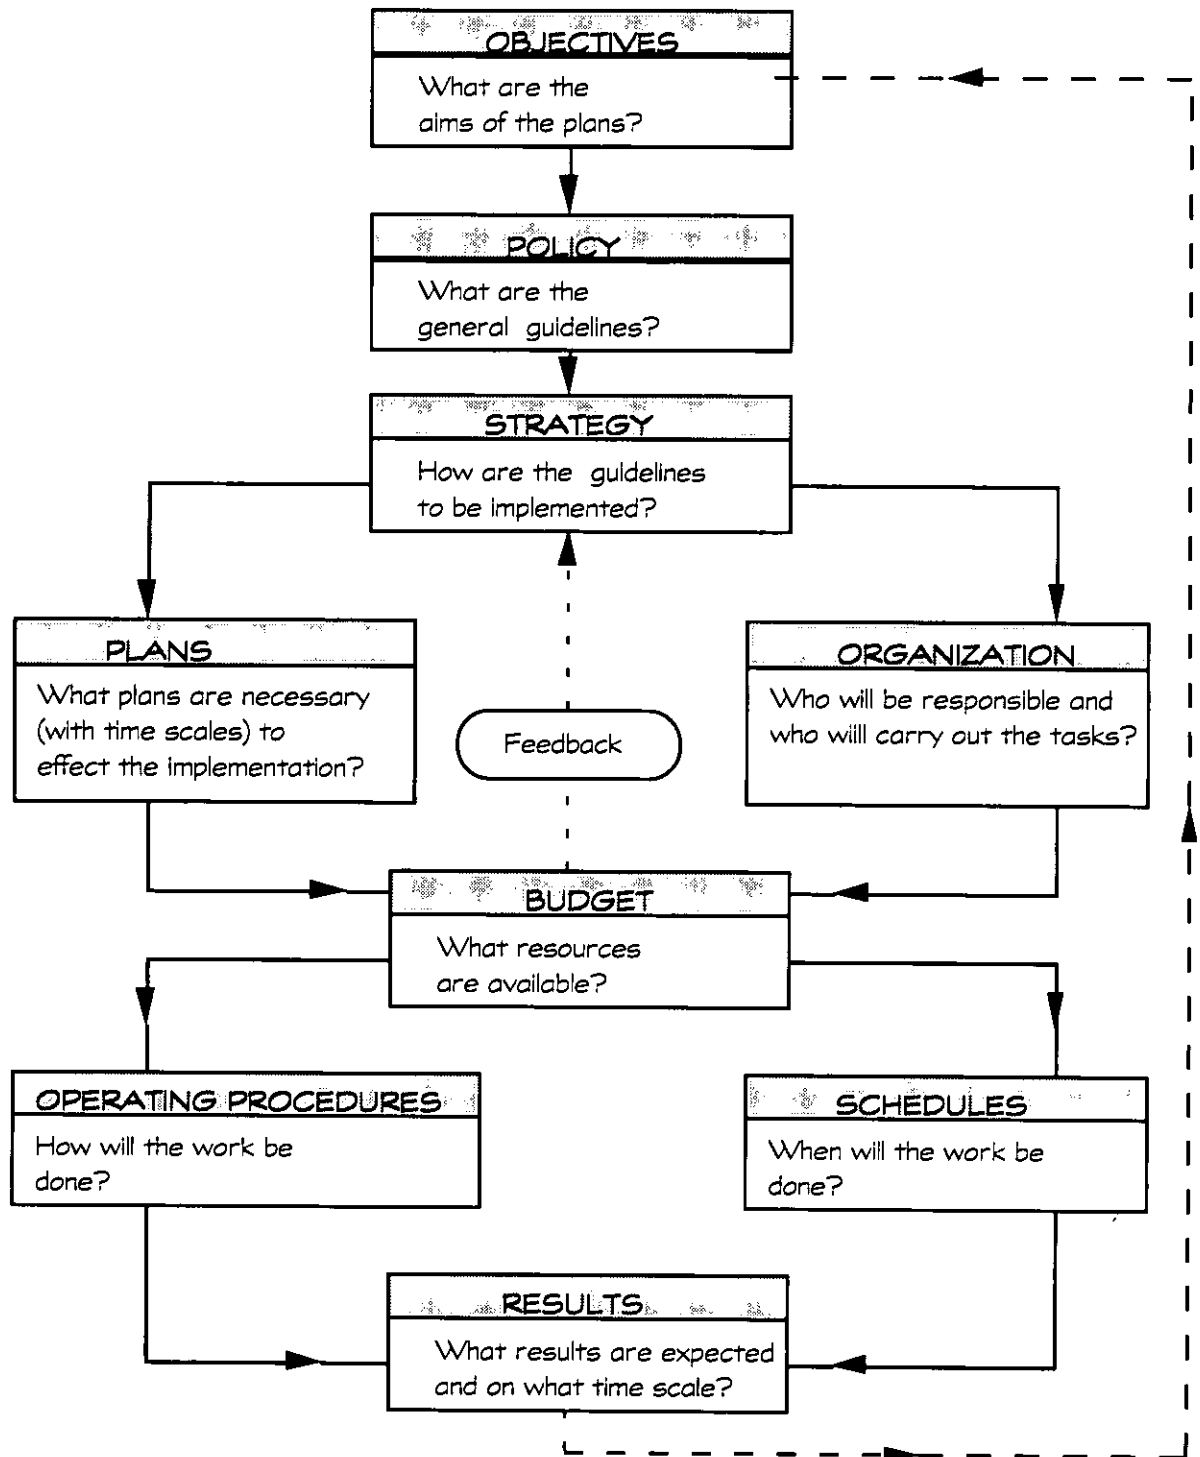 OBJECTIVES
What are the
aims of the plans?
POLICY
What are the
general guidelines?
STRATEGY
How are the guidelines
to be implemented?
PLANS
What plans are necessary
(with time scales) to
effect the implementation?
ORGANIZATION
Who will be responsible and
who willl carry out the tasks?
Feedback
BUDGET
What resources
are available?
OPERATING PROCEDURES
How will the work be
done?
SCHEDULES
When will the work be
done?
RESULTS
What results are expected
and on what time scale?